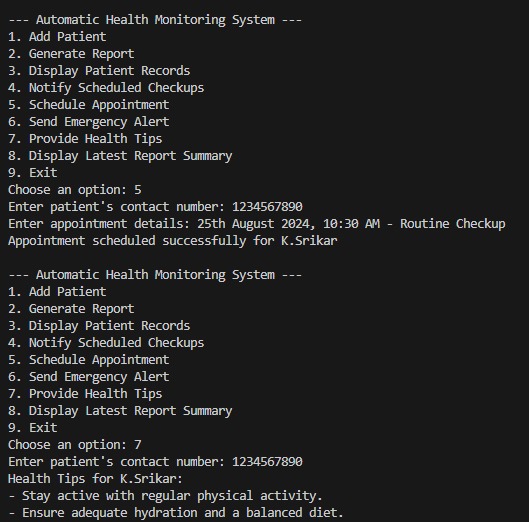 --- Automatic Health Monitoring System ---
1. Add Patient
2. Generate Report
3. Display Patient Records
4. Notify Scheduled Checkups
5. Schedule Appointment
6. Send Emergency Alert
7. Provide Health Tips
8. Display Latest Report Summary
9. Exit
Choose an option: 5
Enter patient's contact number: 1234567890
Enter appointment details: 25th August 2024, 10:30 AM - Routine Checkup
Appointment scheduled successfully for K.Srikar

--- Automatic Health Monitoring System ---
1. Add Patient
2. Generate Report
3. Display Patient Records
4. Notify Scheduled Checkups
5. Schedule Appointment
6. Send Emergency Alert
7. Provide Health Tips
8. Display Latest Report Summary
9. Exit
Choose an option: 7
Enter patient's contact number: 1234567890
Health Tips for K.Srikar:
- Stay active with regular physical activity.
- Ensure adequate hydration and a balanced diet.